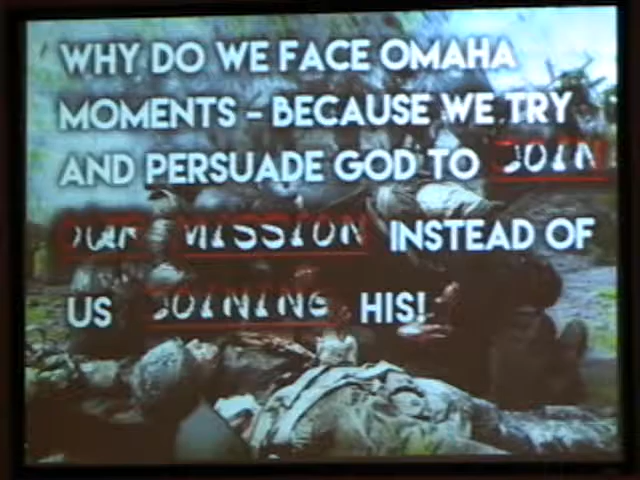 WHY DO WE FACE OMAHA
MOMENTS - BECAUSE WE TRY
AND PERSUADE GOD TO JOIN
OUR MISSION INSTEAD OF
US JOINING HIS!